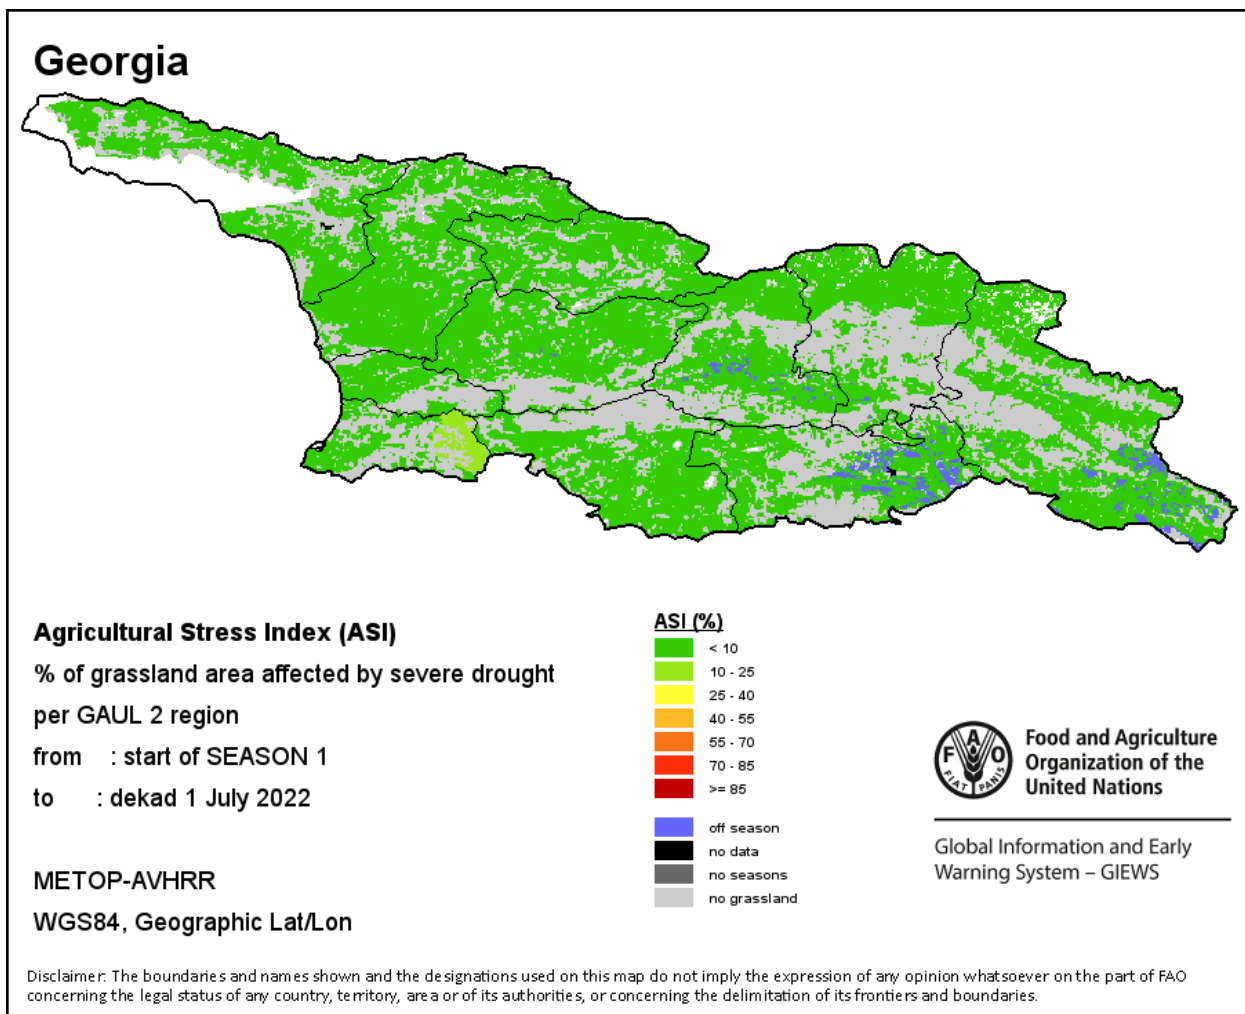 Georgia
Agricultural Stress Index (ASI)
% of grassland area affected by severe drought
per GAUL 2 region
from : start of SEASON 1
to : dekad 1 July 2022
METOP-AVHRR
WGS84, Geographic Lat/Lon
ASI (%)
< 10
10 - 25
25 - 40
40 - 55
55 - 70
70 - 85
>= 85
off season
no data
no seasons
no grassland
F A O
FIAT PANIS
Food and Agriculture
Organization of the
United Nations
Global Information and Early
Warning System – GIEWS
Disclaimer: The boundaries and names shown and the designations used on this map do not imply the expression of any opinion whatsoever on the part of FAO
concerning the legal status of any country, territory, area or of its authorities, or concerning the delimitation of its frontiers and boundaries.